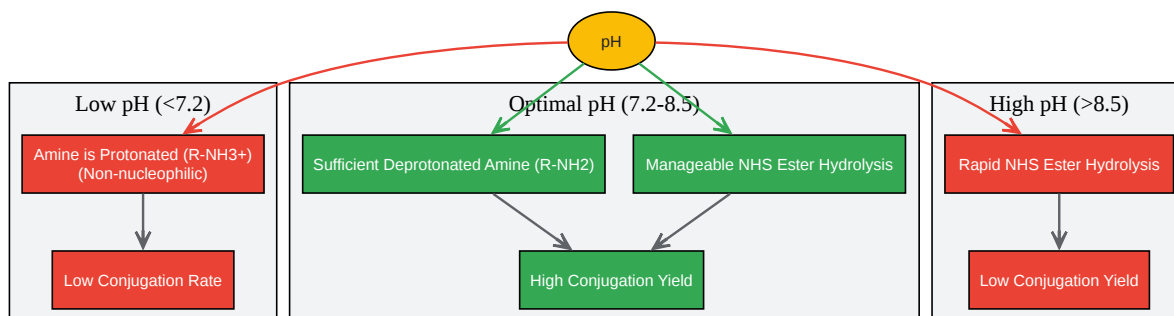 pH
Low pH (<7.2)
Optimal pH (7.2-8.5)
High pH (>8.5)
Amine is Protonated (R-NH3+)
(Non-nucleophilic)
Sufficient Deprotonated Amine (R-NH2)
Manageable NHS Ester Hydrolysis
Rapid NHS Ester Hydrolysis
Low Conjugation Rate
High Conjugation Yield
Low Conjugation Yield